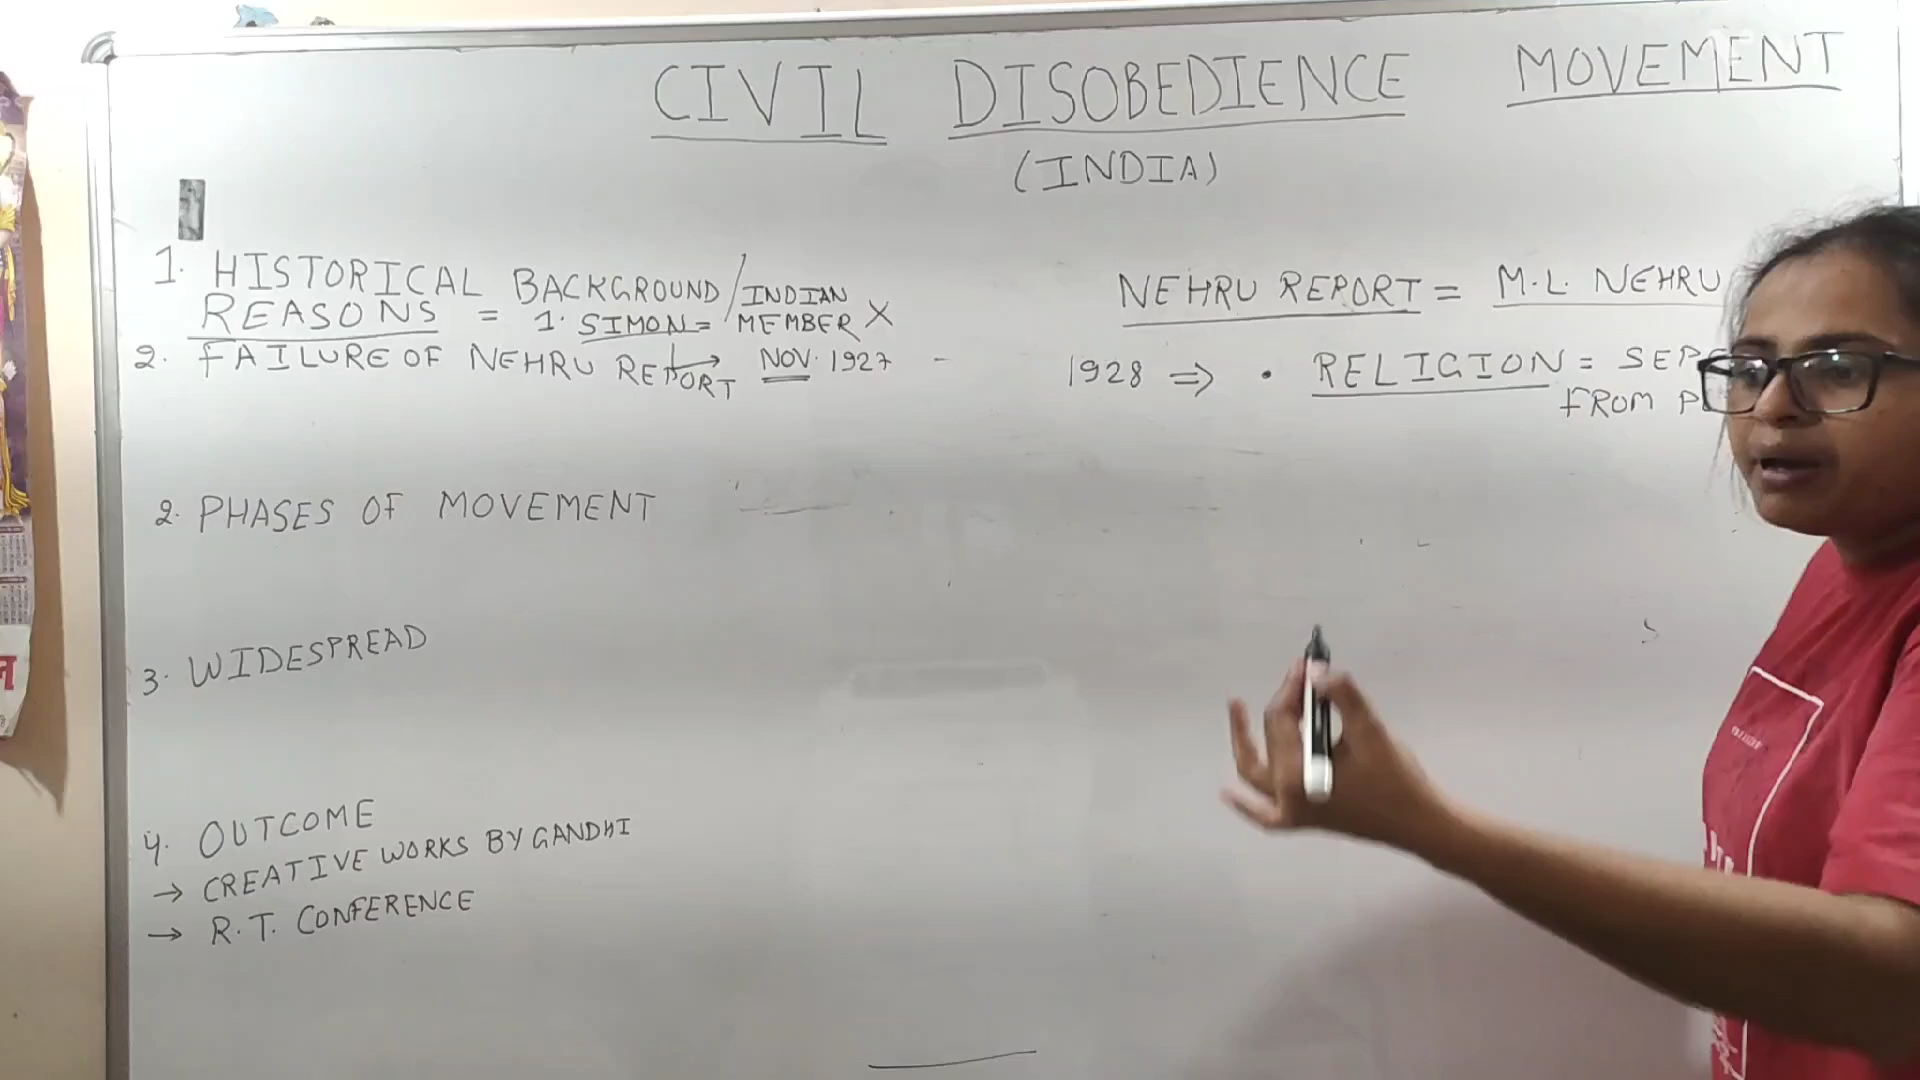 CIVIL DISOBEDIENCE MOVEMENT
(INDIA)
1. HISTORICAL BACKGROUND / INDIAN
REASONS = 1. SIMON = MEMBER X
2. FAILURE OF NEHRU REPORT → NOV. 1927 -
NEHRU REPORT = M.L. NEHRU
1928 ⇒ • RELIGION =
FROM
2. PHASES OF MOVEMENT
3. WIDESPREAD
4. OUTCOME
→ CREATIVE WORKS BY GANDHI
→ R.T. CONFERENCE